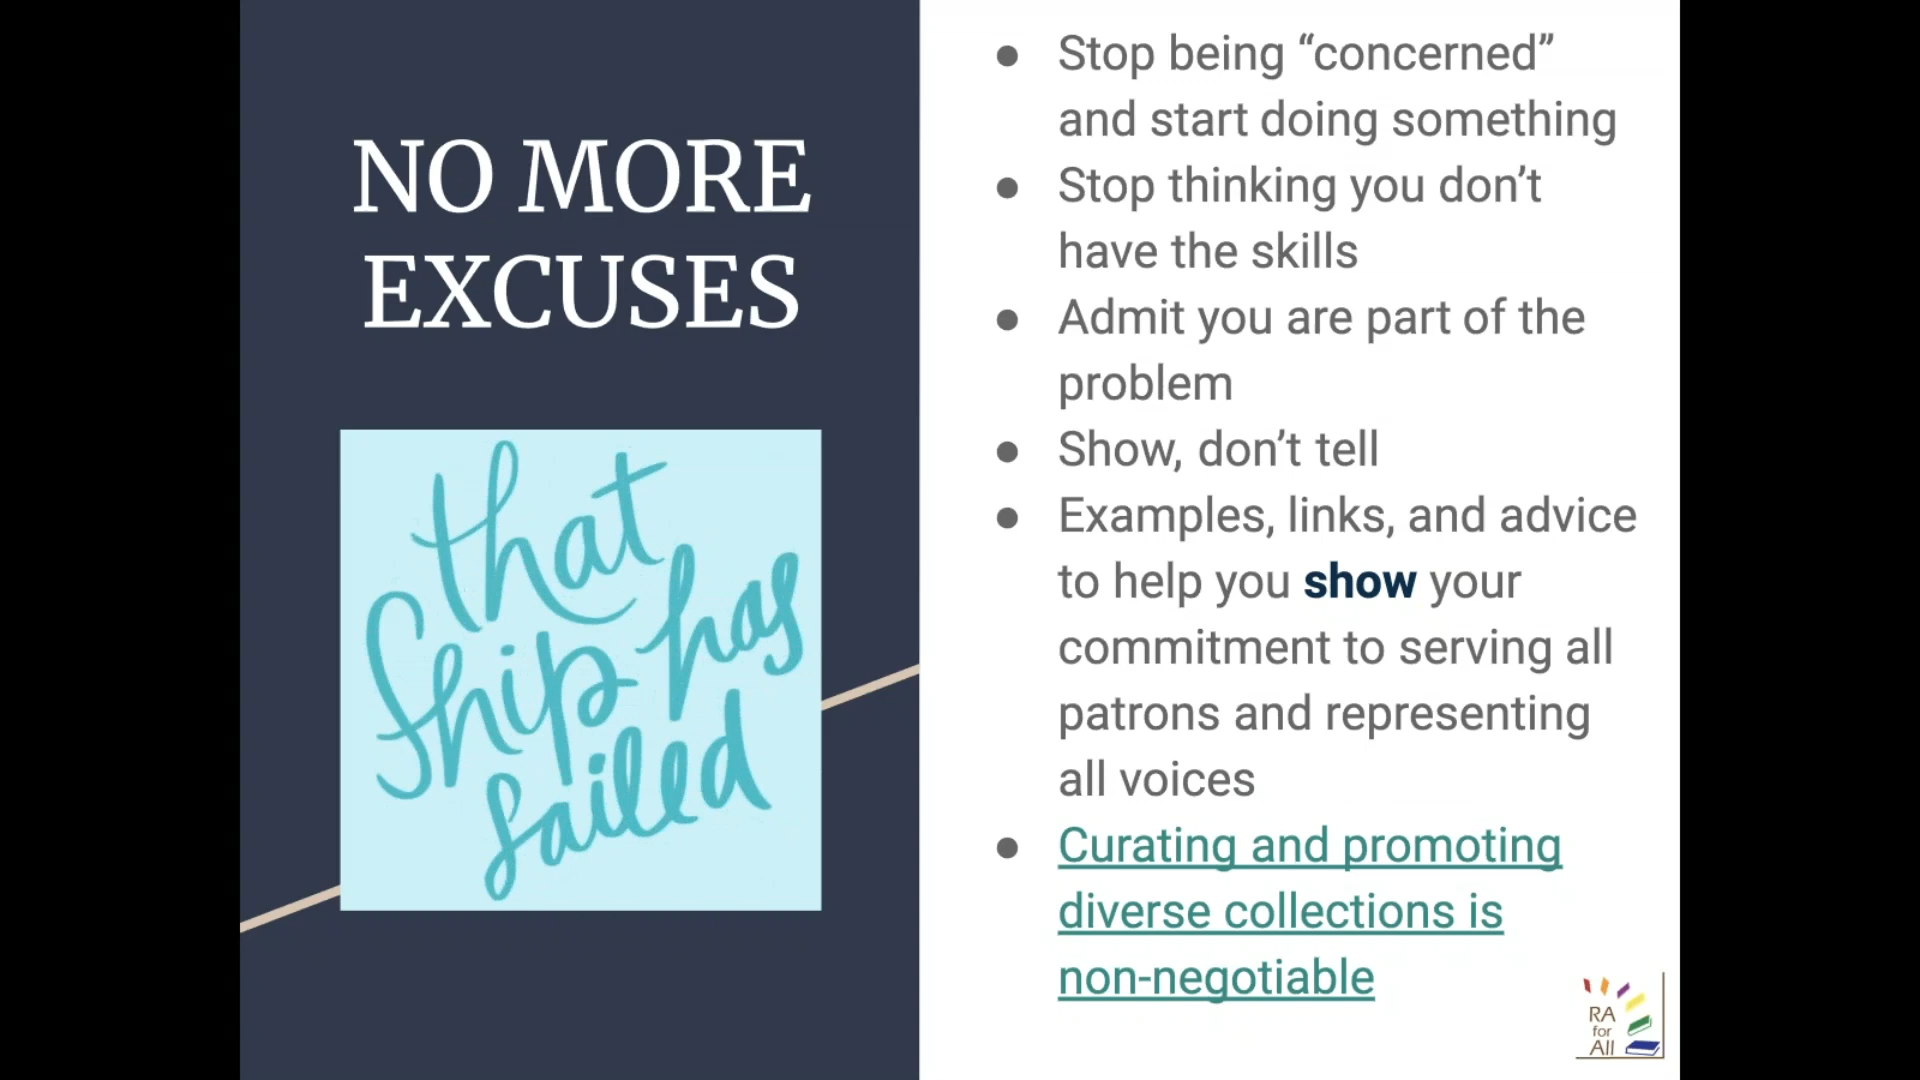 NO MORE
EXCUSES
that
ship has
sailed
● Stop being “concerned”
and start doing something
● Stop thinking you don’t
have the skills
● Admit you are part of the
problem
● Show, don’t tell
● Examples, links, and advice
to help you show your
commitment to serving all
patrons and representing
all voices
● Curating and promoting
diverse collections is
non-negotiable
RA
for
All